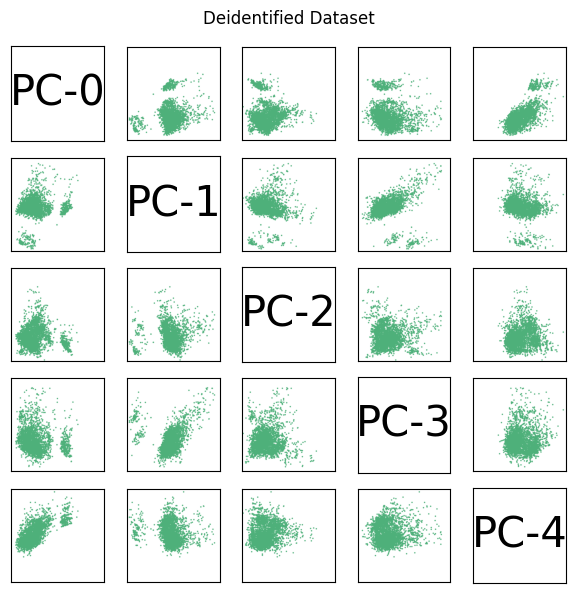 Deidentified Dataset
PC-0
PC-1
PC-2
PC-3
PC-4